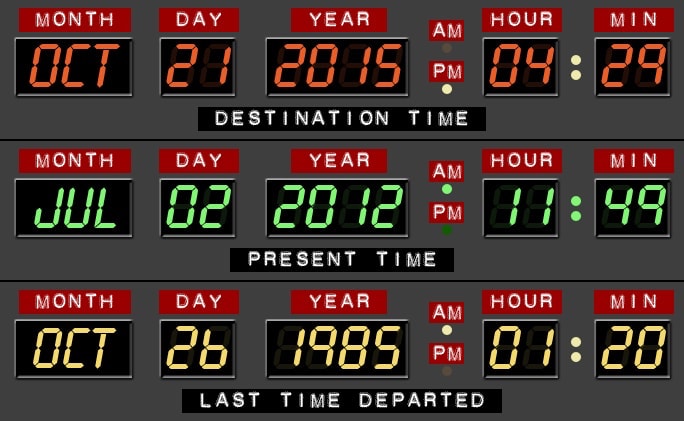 MONTH DAY YEAR AM HOUR MIN
OCT 21 2015 PM 04 : 29
DESTINATION TIME
MONTH DAY YEAR AM HOUR MIN
JUL 02 2012 PM 11 : 49
PRESENT TIME
MONTH DAY YEAR AM HOUR MIN
OCT 26 1985 PM 01 : 20
LAST TIME DEPARTED